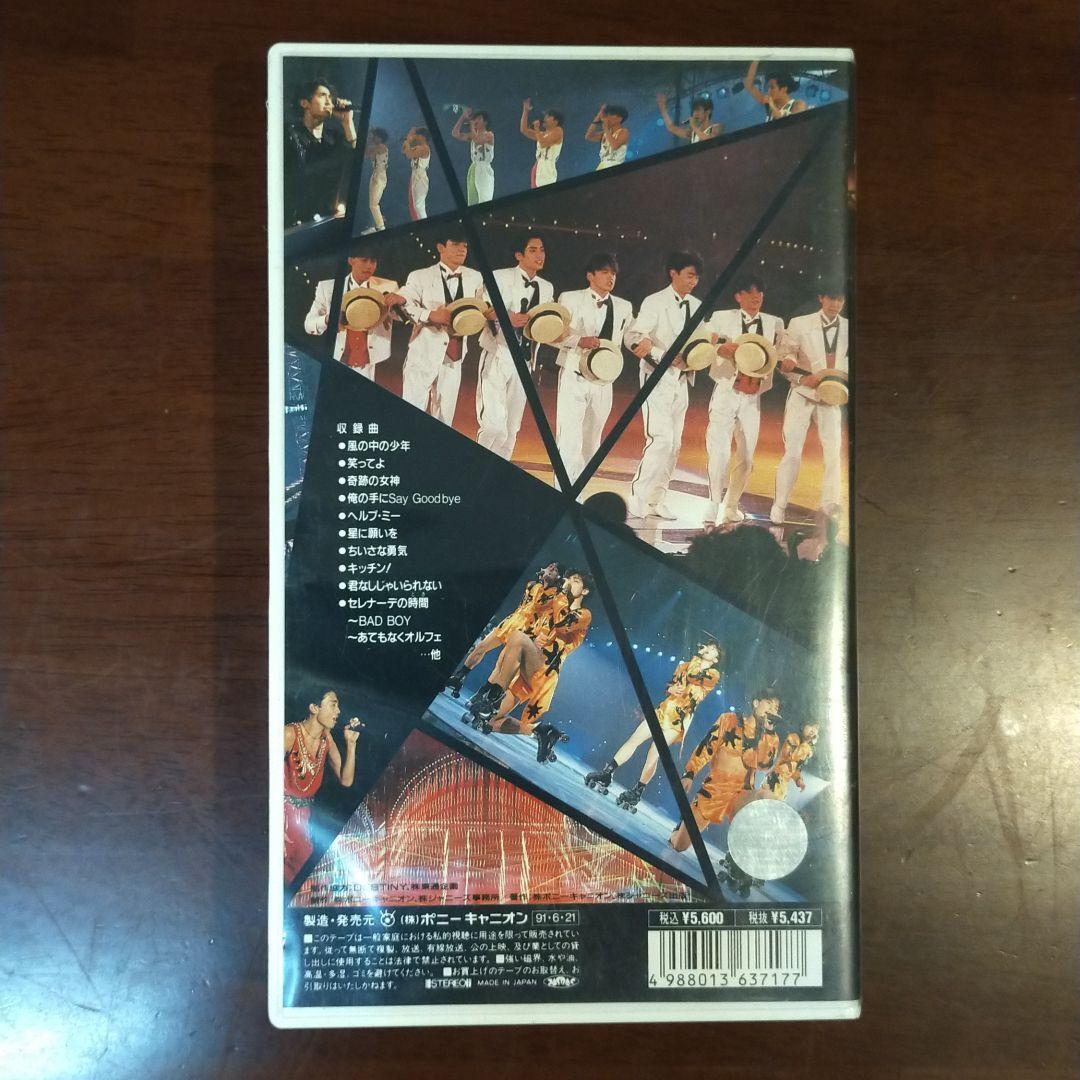 収録曲
●風の中の少年
●笑ってよ
●奇跡の女神
●俺の手にSay Goodbye
●ヘルプ・ミー
●星に願いを
●ちいさな勇気
●キッチン!
●君なしじゃいられない
●セレナーデの時間
〜BAD BOY
〜あてもなくオルフェ
…他
製造・発売元 (株)ポニーキャニオン 91・6・21
税込 ¥5,600 税抜 ¥5,437
■このテープは一般家庭における私的視聴に用途を限って販売されてい
ます。従って無断で複製、放送、有線放送、公の上映、及び業としての貸
し出しに使用することは法律で禁止されています。■強い磁界、水や油、
高温・多湿、ゴミを避けてください。■お買上げのテープのお取替え、お
引取りはいたしかねます。
STEREO MADE IN JAPAN
4 988013 637177